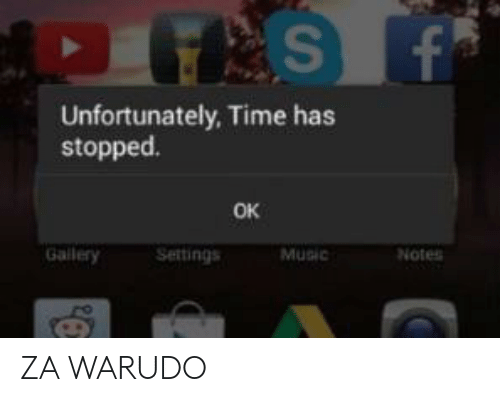 S f
Unfortunately, Time has
stopped.
OK
Gallery Settings Music Notes
ZA WARUDO